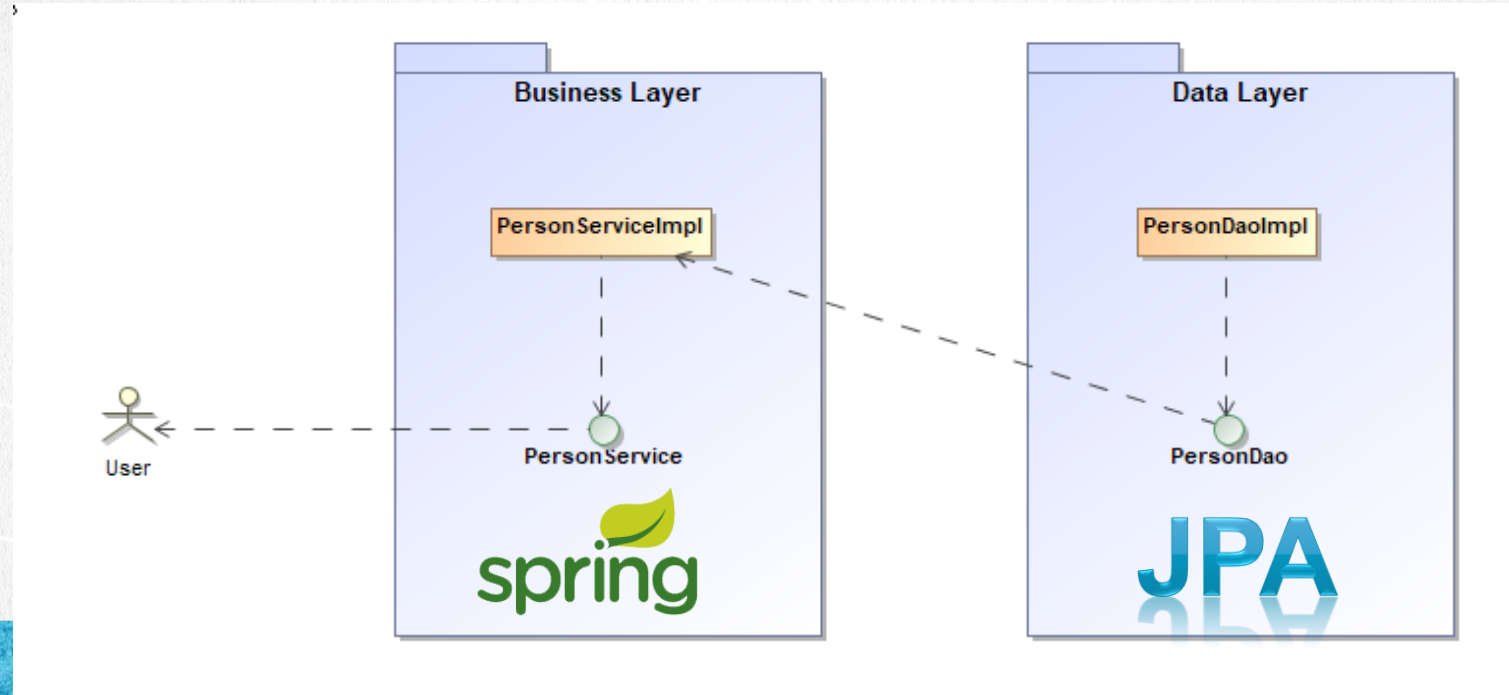 Business Layer
Data Layer
PersonServiceImpl
PersonDaoImpl
User
PersonService
PersonDao
spring
JPA